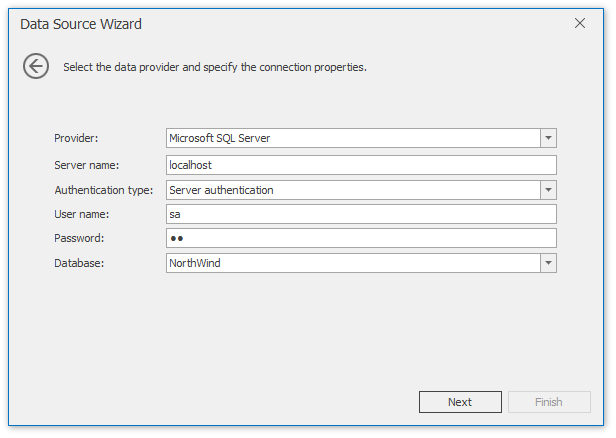 Data Source Wizard
Select the data provider and specify the connection properties.
Provider: Microsoft SQL Server
Server name: localhost
Authentication type: Server authentication
User name: sa
Password: ●●
Database: NorthWind
Next Finish